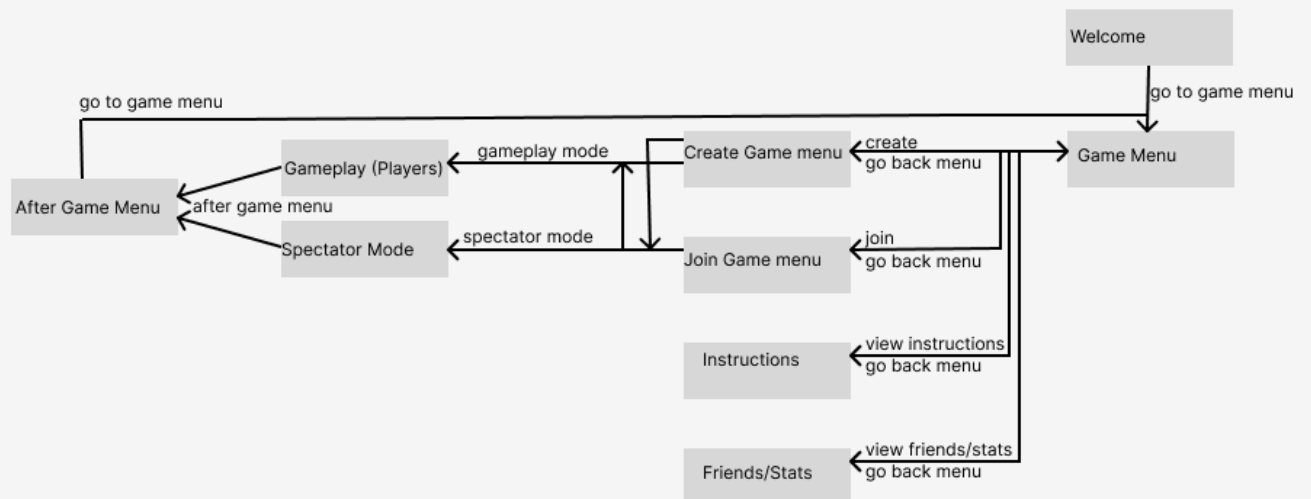 Welcome
go to game menu
go to game menu
gameplay mode
Create Game menu
create
go back menu
Game Menu
Gameplay (Players)
After Game Menu
after game menu
Spectator Mode
spectator mode
Join Game menu
join
go back menu
Instructions
view instructions
go back menu
Friends/Stats
view friends/stats
go back menu